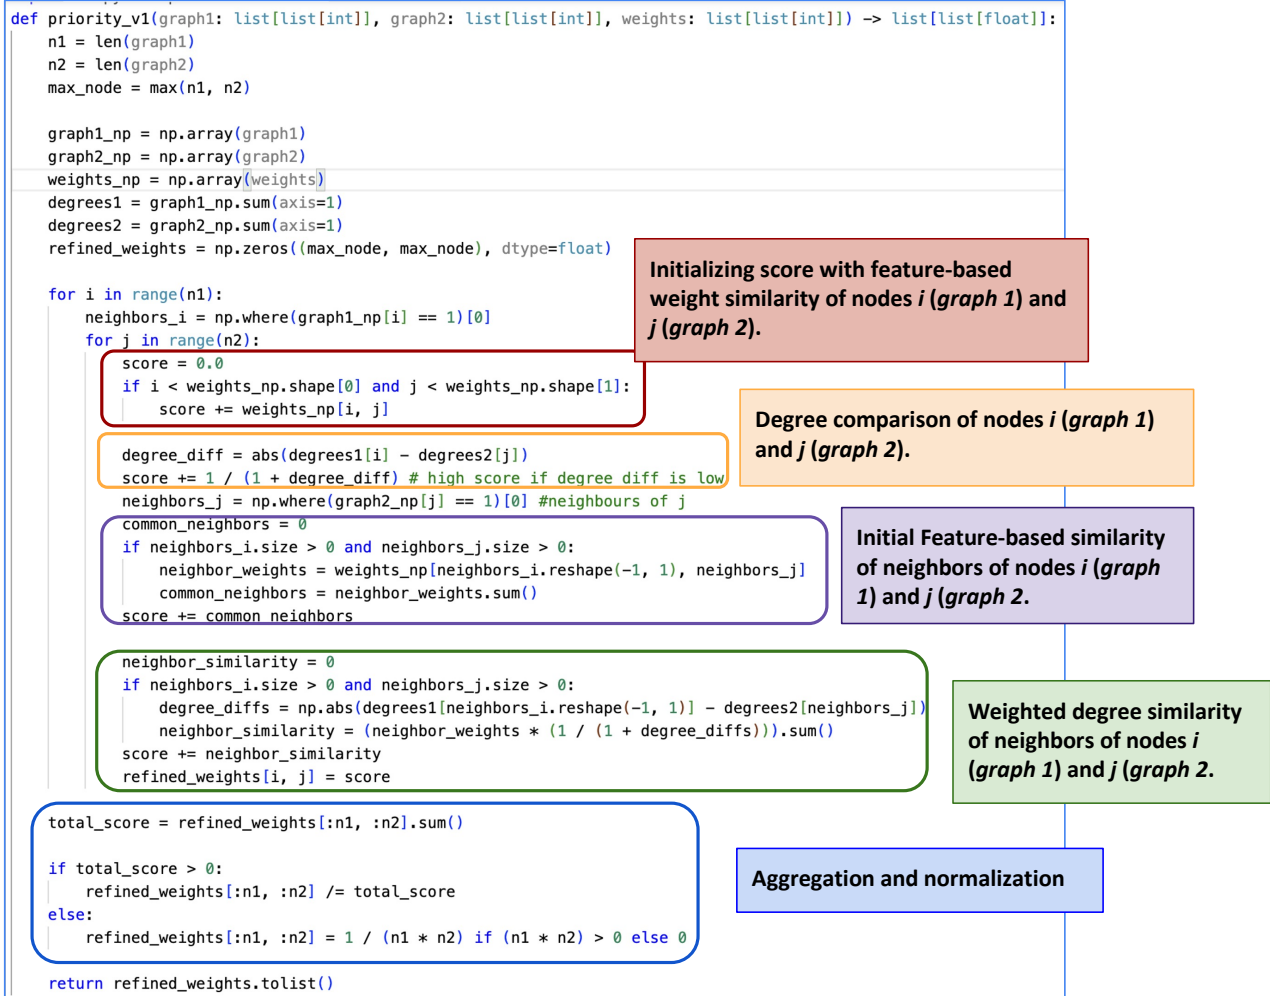 def priority_v1(graph1: list[list[int]], graph2: list[list[int]], weights: list[list[int]]) -> list[list[float]]:
    n1 = len(graph1)
    n2 = len(graph2)
    max_node = max(n1, n2)
    graph1_np = np.array(graph1)
    graph2_np = np.array(graph2)
    weights_np = np.array(weights)
    degrees1 = graph1_np.sum(axis=1)
    degrees2 = graph2_np.sum(axis=1)
    refined_weights = np.zeros((max_node, max_node), dtype=float)
    for i in range(n1):
        neighbors_i = np.where(graph1_np[i] == 1)[0]
        for j in range(n2):
            score = 0.0
            if i < weights_np.shape[0] and j < weights_np.shape[1]:
                score += weights_np[i, j]
Initializing score with feature-based
weight similarity of nodes i (graph 1) and
j (graph 2).
            degree_diff = abs(degrees1[i] - degrees2[j])
            score += 1 / (1 + degree_diff) # high score if degree diff is low
Degree comparison of nodes i (graph 1)
and j (graph 2).
            neighbors_j = np.where(graph2_np[j] == 1)[0] #neighbours of j
            common_neighbors = 0
            if neighbors_i.size > 0 and neighbors_j.size > 0:
                neighbor_weights = weights_np[neighbors_i.reshape(-1, 1), neighbors_j]
                common_neighbors = neighbor_weights.sum()
            score += common_neighbors
Initial Feature-based similarity
of neighbors of nodes i (graph
1) and j (graph 2.
            neighbor_similarity = 0
            if neighbors_i.size > 0 and neighbors_j.size > 0:
                degree_diffs = np.abs(degrees1[neighbors_i.reshape(-1, 1)] - degrees2[neighbors_j])
                neighbor_similarity = (neighbor_weights * (1 / (1 + degree_diffs))).sum()
            score += neighbor_similarity
            refined_weights[i, j] = score
Weighted degree similarity
of neighbors of nodes i
(graph 1) and j (graph 2.
    total_score = refined_weights[:n1, :n2].sum()
    if total_score > 0:
        refined_weights[:n1, :n2] /= total_score
    else:
        refined_weights[:n1, :n2] = 1 / (n1 * n2) if (n1 * n2) > 0 else 0
Aggregation and normalization
    return refined_weights.tolist()